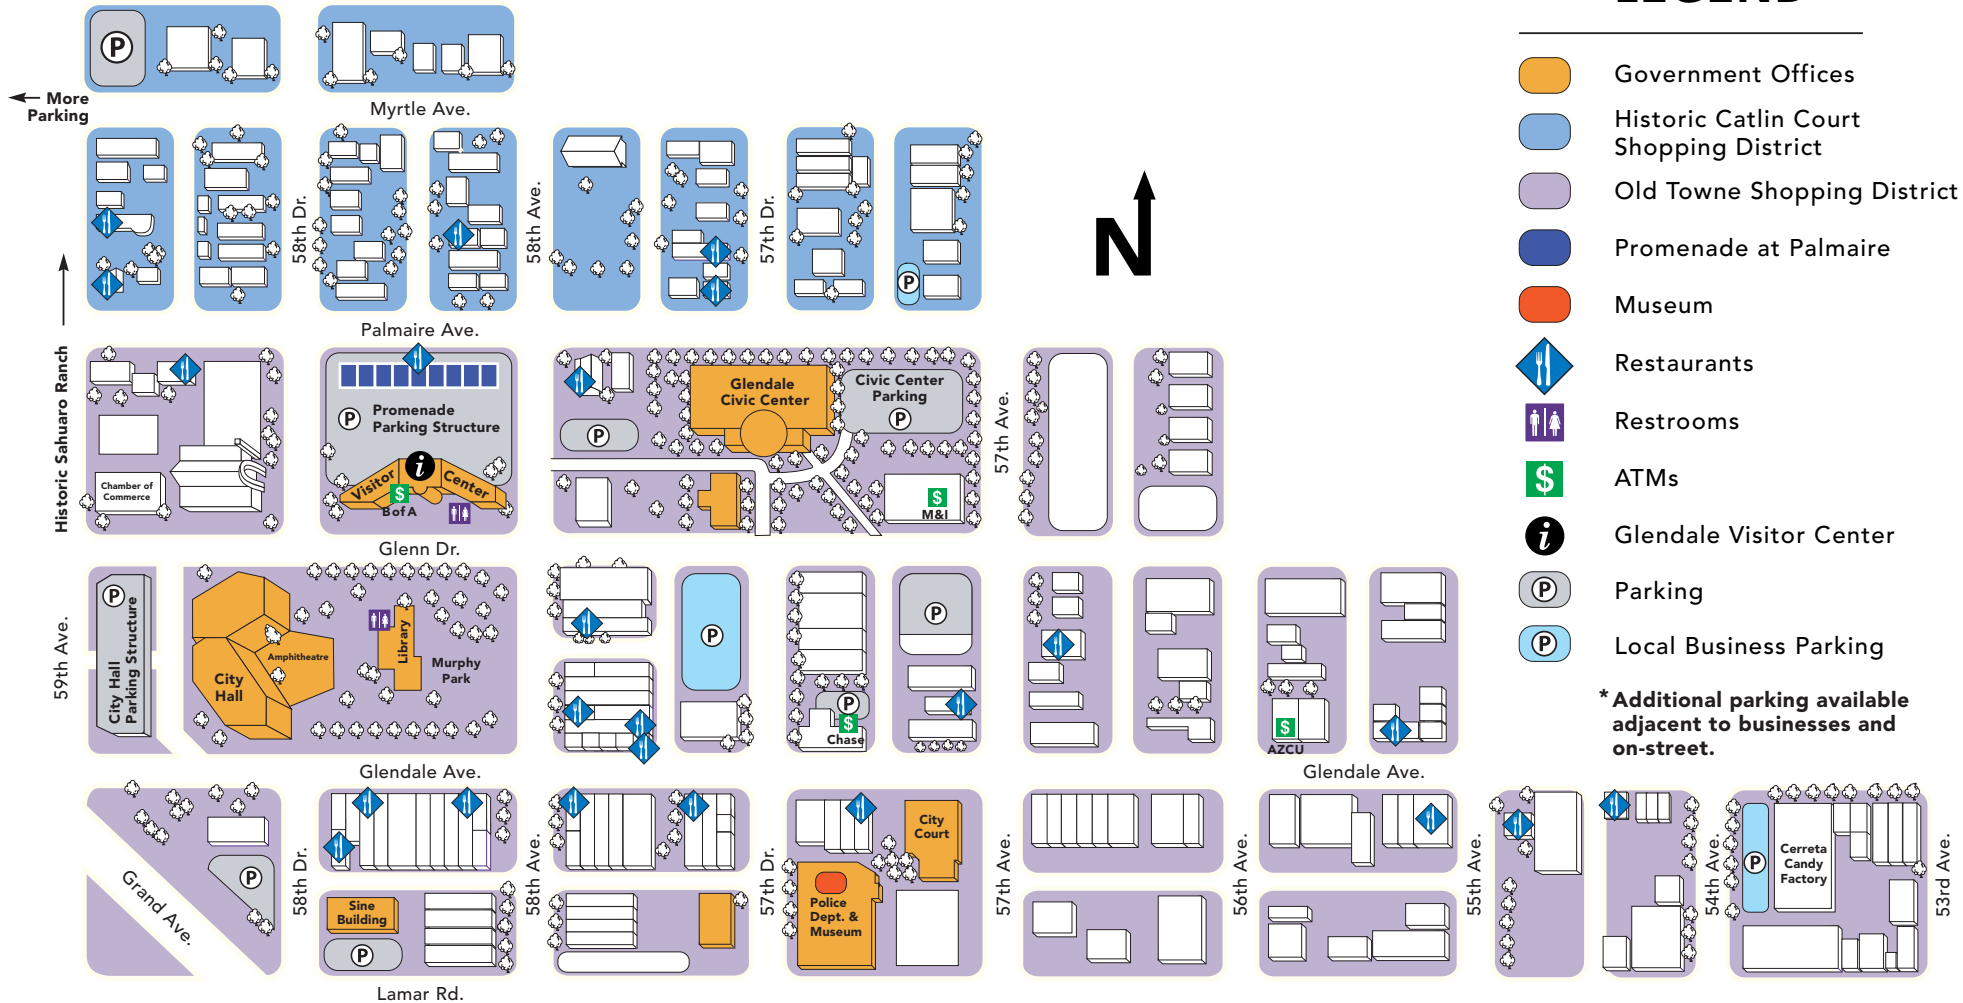 LEGEND
Government Offices
Historic Catlin Court
Shopping District
Old Towne Shopping District
Promenade at Palmaire
Museum
Restaurants
Restrooms
$
ATMs
i
Glendale Visitor Center
P
Parking
P
Local Business Parking
* Additional parking available
adjacent to businesses and
on-street.
P
More
Parking
Myrtle Ave.
58th Dr.
58th Ave.
57th Dr.
P
N
Palmaire Ave.
Historic Sahuaro Ranch
Chamber of
Commerce
P
Promenade
Parking Structure
i
Visitor
Center
$
B of A
P
Glendale
Civic Center
Civic Center
Parking
P
$
M&I
57th Ave.
Glenn Dr.
59th Ave.
P
City Hall
Parking Structure
City
Hall
Amphitheatre
Library
Murphy
Park
P
P
$
Chase
P
$
AZCU
Glendale Ave.
Glendale Ave.
Grand Ave.
P
58th Dr.
Sine
Building
P
58th Ave.
57th Dr.
City
Court
Police
Dept. &
Museum
57th Ave.
56th Ave.
55th Ave.
54th Ave.
P
Cerreta
Candy
Factory
53rd Ave.
Lamar Rd.